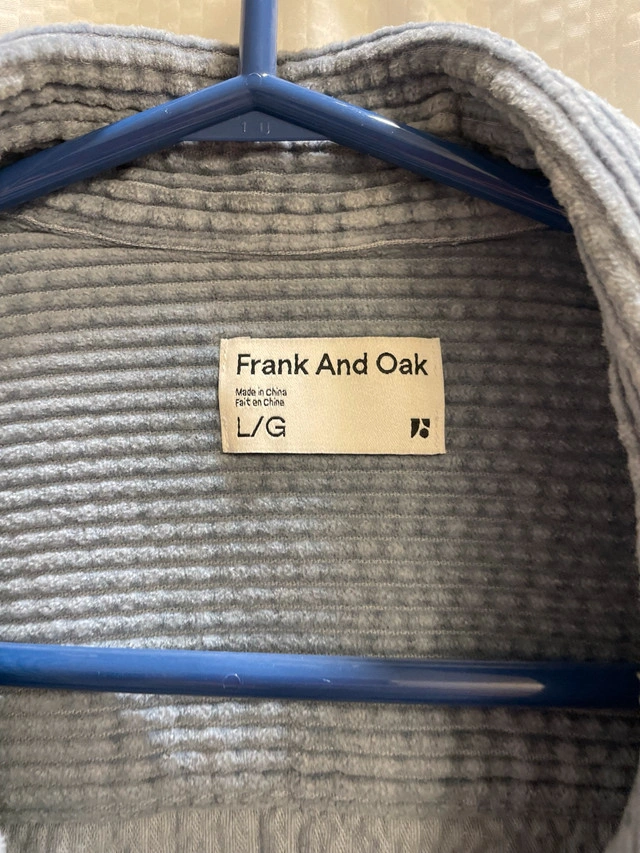 Frank And Oak
Made in China
Fait en Chine
L/G